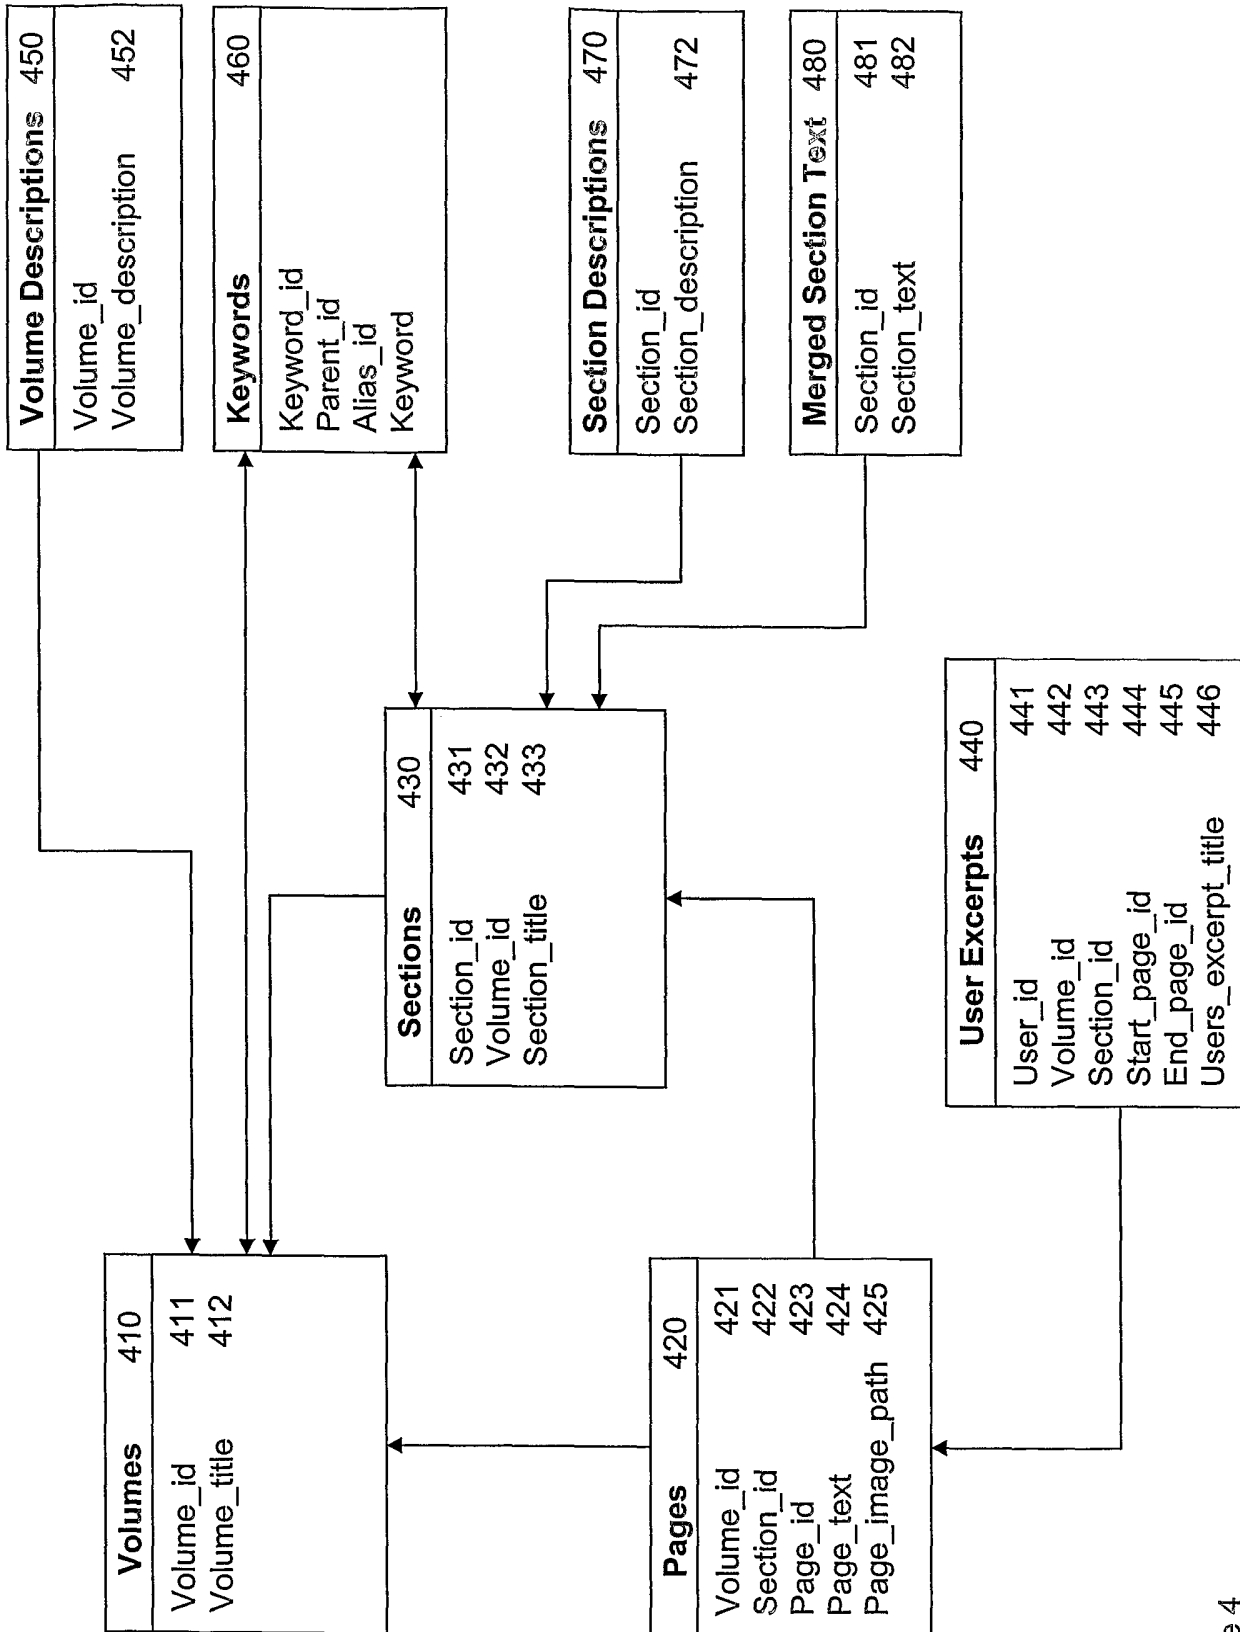 Volumes 410
Volume_id 411
Volume_title 412
Pages 420
Volume_id 421
Section_id 422
Page_id 423
Page_text 424
Page_image_path 425
Sections 430
Section_id 431
Volume_id 432
Section_title 433
User Excerpts 440
User_id 441
Volume_id 442
Section_id 443
Start_page_id 444
End_page_id 445
Users_excerpt_title 446
Volume Descriptions 450
Volume_id
Volume_description 452
Keywords 460
Keyword_id
Parent_id
Alias_id
Keyword
Section Descriptions 470
Section_id
Section_description 472
Merged Section Text 480
Section_id 481
Section_text 482
4